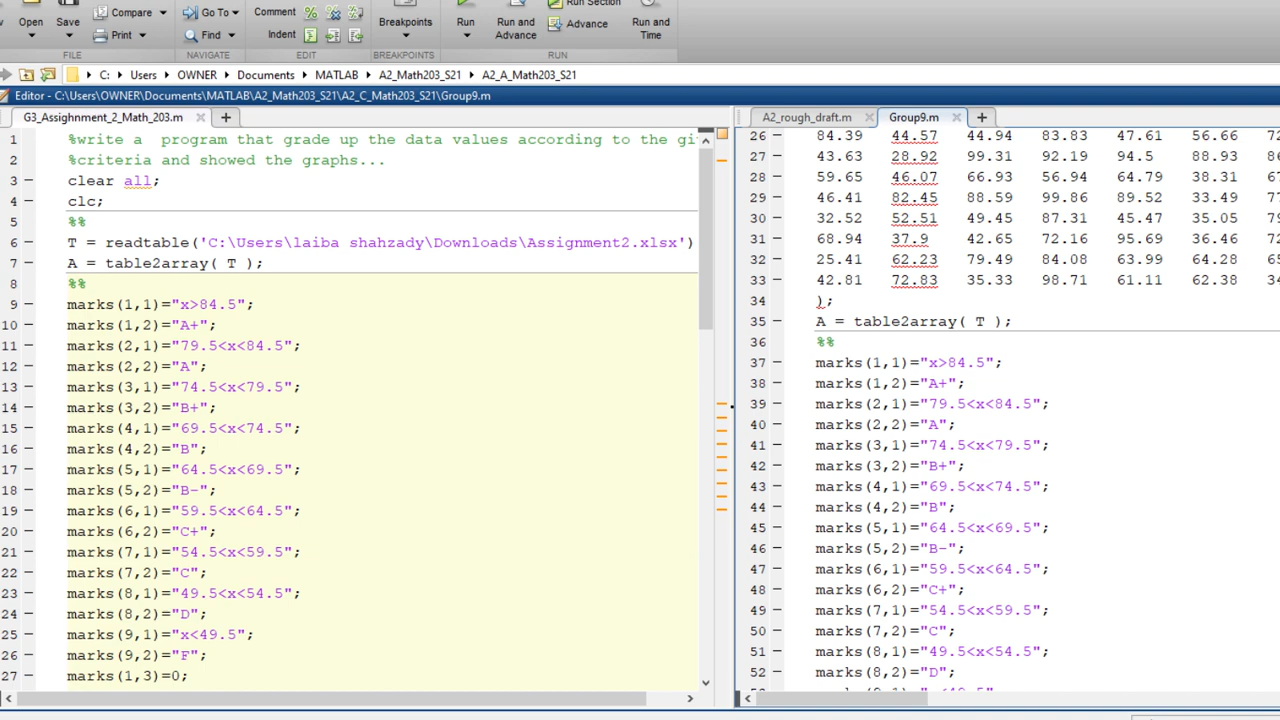 Open Save Compare Print Go To Find Comment Indent Breakpoints Run Run and Advance Run Section Advance Run and Time
FILE NAVIGATE EDIT BREAKPOINTS RUN
C: Users OWNER Documents MATLAB A2_Math203_S21 A2_A_Math203_S21
Editor - C:\Users\OWNER\Documents\MATLAB\A2_Math203_S21\A2_C_Math203_S21\Group9.m
G3_Assighnment_2_Math_203.m
1 %write a  program that grade up the data values according to the gi
2 %criteria and showed the graphs...
3 clear all;
4 clc;
5 %%
6 T = readtable('C:\Users\laiba shahzady\Downloads\Assignment2.xlsx')
7 A = table2array( T );
8 %%
9 marks(1,1)="x>84.5";
10 marks(1,2)="A+";
11 marks(2,1)="79.5<x<84.5";
12 marks(2,2)="A";
13 marks(3,1)="74.5<x<79.5";
14 marks(3,2)="B+";
15 marks(4,1)="69.5<x<74.5";
16 marks(4,2)="B";
17 marks(5,1)="64.5<x<69.5";
18 marks(5,2)="B-";
19 marks(6,1)="59.5<x<64.5";
20 marks(6,2)="C+";
21 marks(7,1)="54.5<x<59.5";
22 marks(7,2)="C";
23 marks(8,1)="49.5<x<54.5";
24 marks(8,2)="D";
25 marks(9,1)="x<49.5";
26 marks(9,2)="F";
27 marks(1,3)=0;
A2_rough_draft.m Group9.m
26 84.39 44.57 44.94 83.83 47.61 56.66 72
27 43.63 28.92 99.31 92.19 94.5 88.93 86
28 59.65 46.07 66.93 56.94 64.79 38.31 67
29 46.41 82.45 88.59 99.86 89.52 33.49 77
30 32.52 52.51 49.45 87.31 45.47 35.05 73
31 68.94 37.9 42.65 72.16 95.69 36.46 72
32 25.41 62.23 79.49 84.08 63.99 64.28 65
33 42.81 72.83 35.33 98.71 61.11 62.38 34
34 );
35 A = table2array( T );
36 %%
37 marks(1,1)="x>84.5";
38 marks(1,2)="A+";
39 marks(2,1)="79.5<x<84.5";
40 marks(2,2)="A";
41 marks(3,1)="74.5<x<79.5";
42 marks(3,2)="B+";
43 marks(4,1)="69.5<x<74.5";
44 marks(4,2)="B";
45 marks(5,1)="64.5<x<69.5";
46 marks(5,2)="B-";
47 marks(6,1)="59.5<x<64.5";
48 marks(6,2)="C+";
49 marks(7,1)="54.5<x<59.5";
50 marks(7,2)="C";
51 marks(8,1)="49.5<x<54.5";
52 marks(8,2)="D";